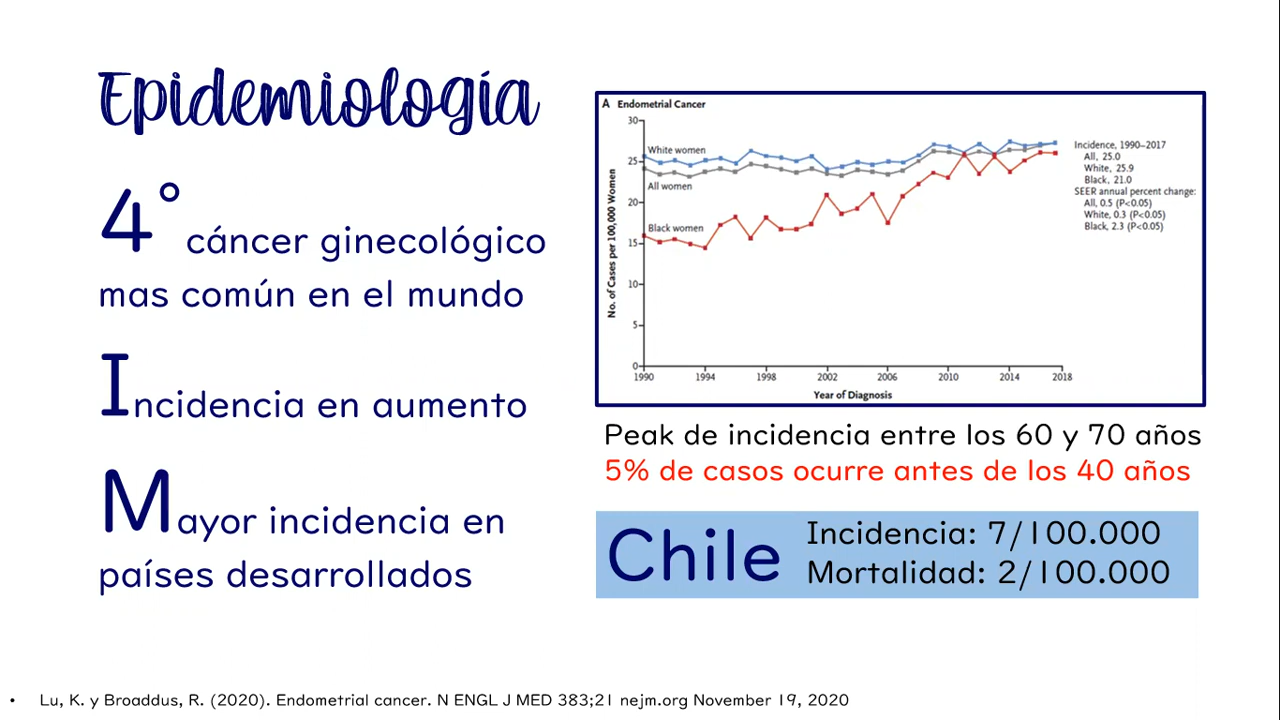 Epidemiología
4° cáncer ginecológico
mas común en el mundo
Incidencia en aumento
Mayor incidencia en
países desarrollados
A Endometrial Cancer
No. of Cases per 100,000 Women
30
25
20
15
10
5
0
White women
All women
Black women
1990 1994 1998 2002 2006 2010 2014 2018
Year of Diagnosis
Incidence, 1990–2017
All, 25.0
White, 25.9
Black, 21.0
SEER annual percent change:
All, 0.5 (P<0.05)
White, 0.3 (P<0.05)
Black, 2.3 (P<0.05)
Peak de incidencia entre los 60 y 70 años
5% de casos ocurre antes de los 40 años
Chile
Incidencia: 7/100.000
Mortalidad: 2/100.000
• Lu, K. y Broaddus, R. (2020). Endometrial cancer. N ENGL J MED 383;21 nejm.org November 19, 2020